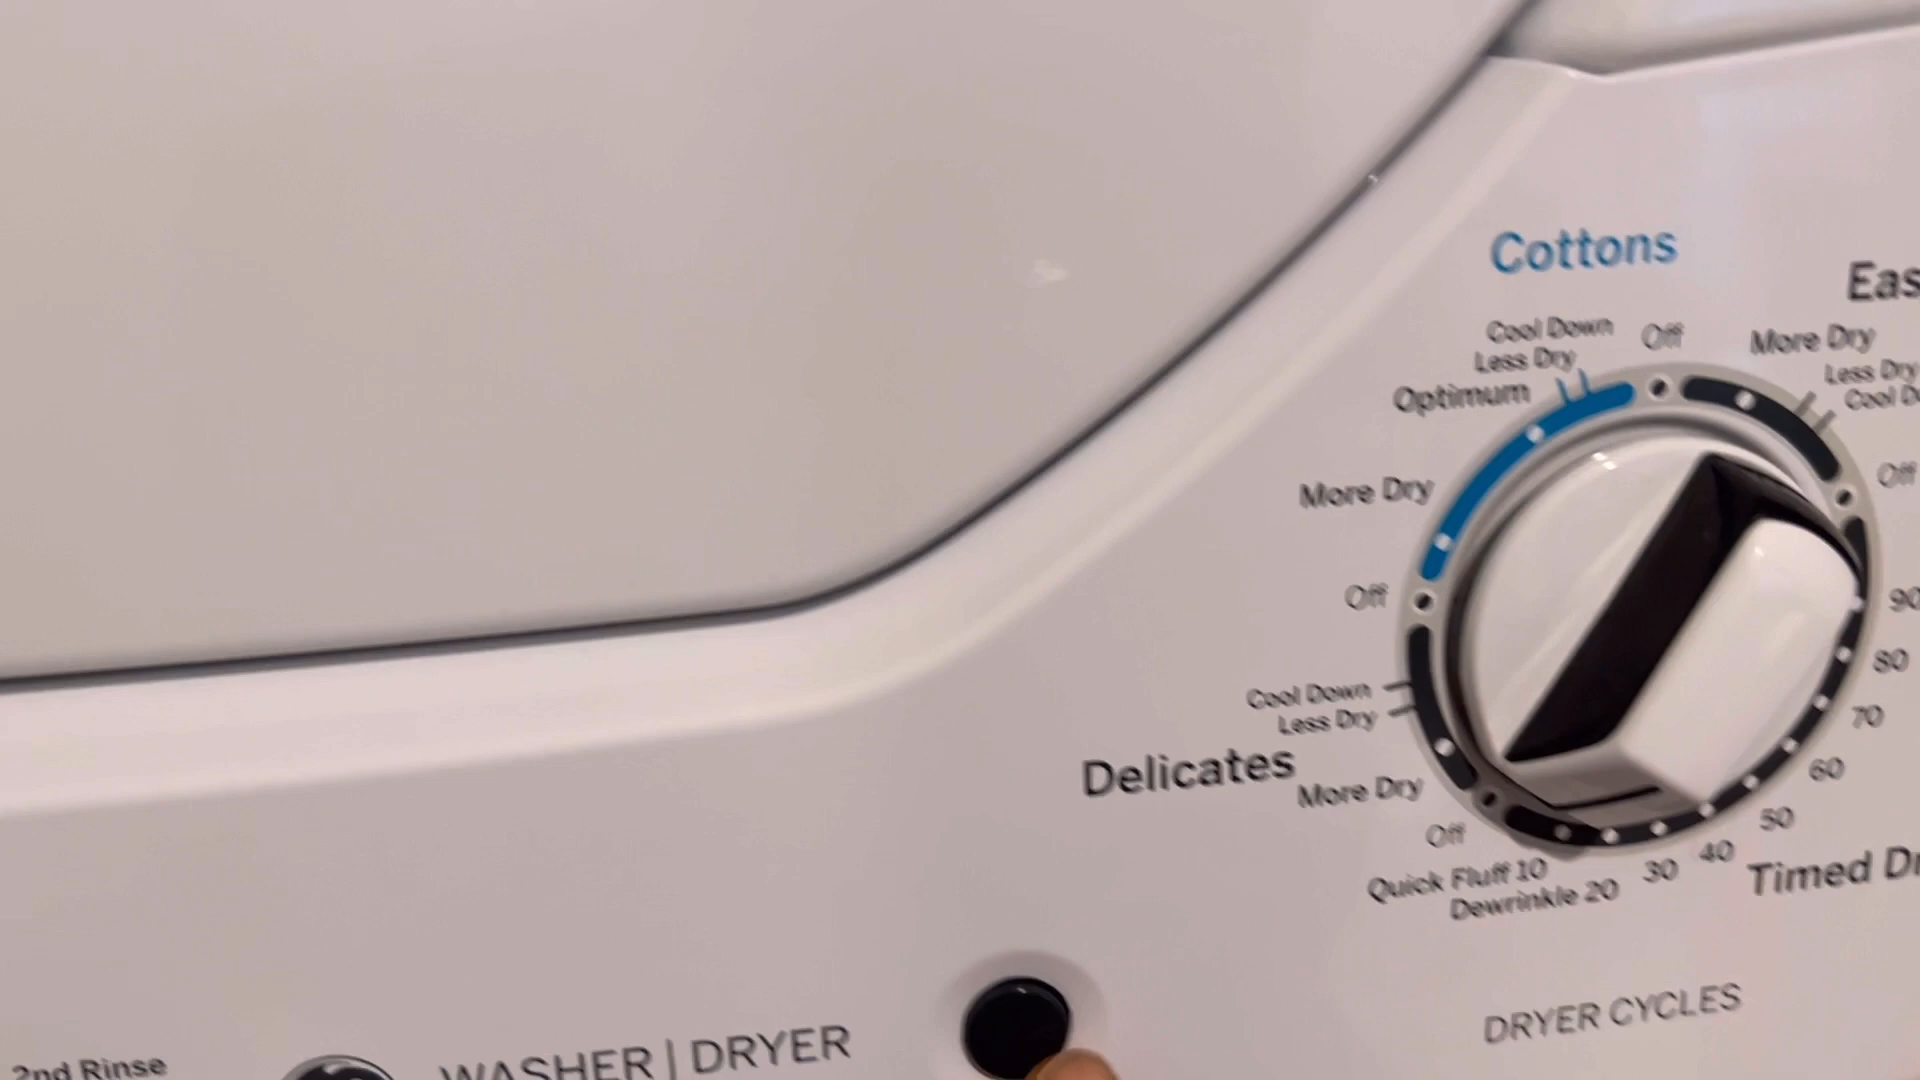 Cottons
Eas
Cool Down
Off
More Dry
Less Dry
Less Dry
Optimum
Cool D
More Dry
Off
Off
90
Cool Down
80
Less Dry
70
Delicates
More Dry
60
Off
50
40
Quick Fluff 10
30
Timed Dr
Dewrinkle 20
DRYER CYCLES
WASHER | DRYER
2nd Rinse